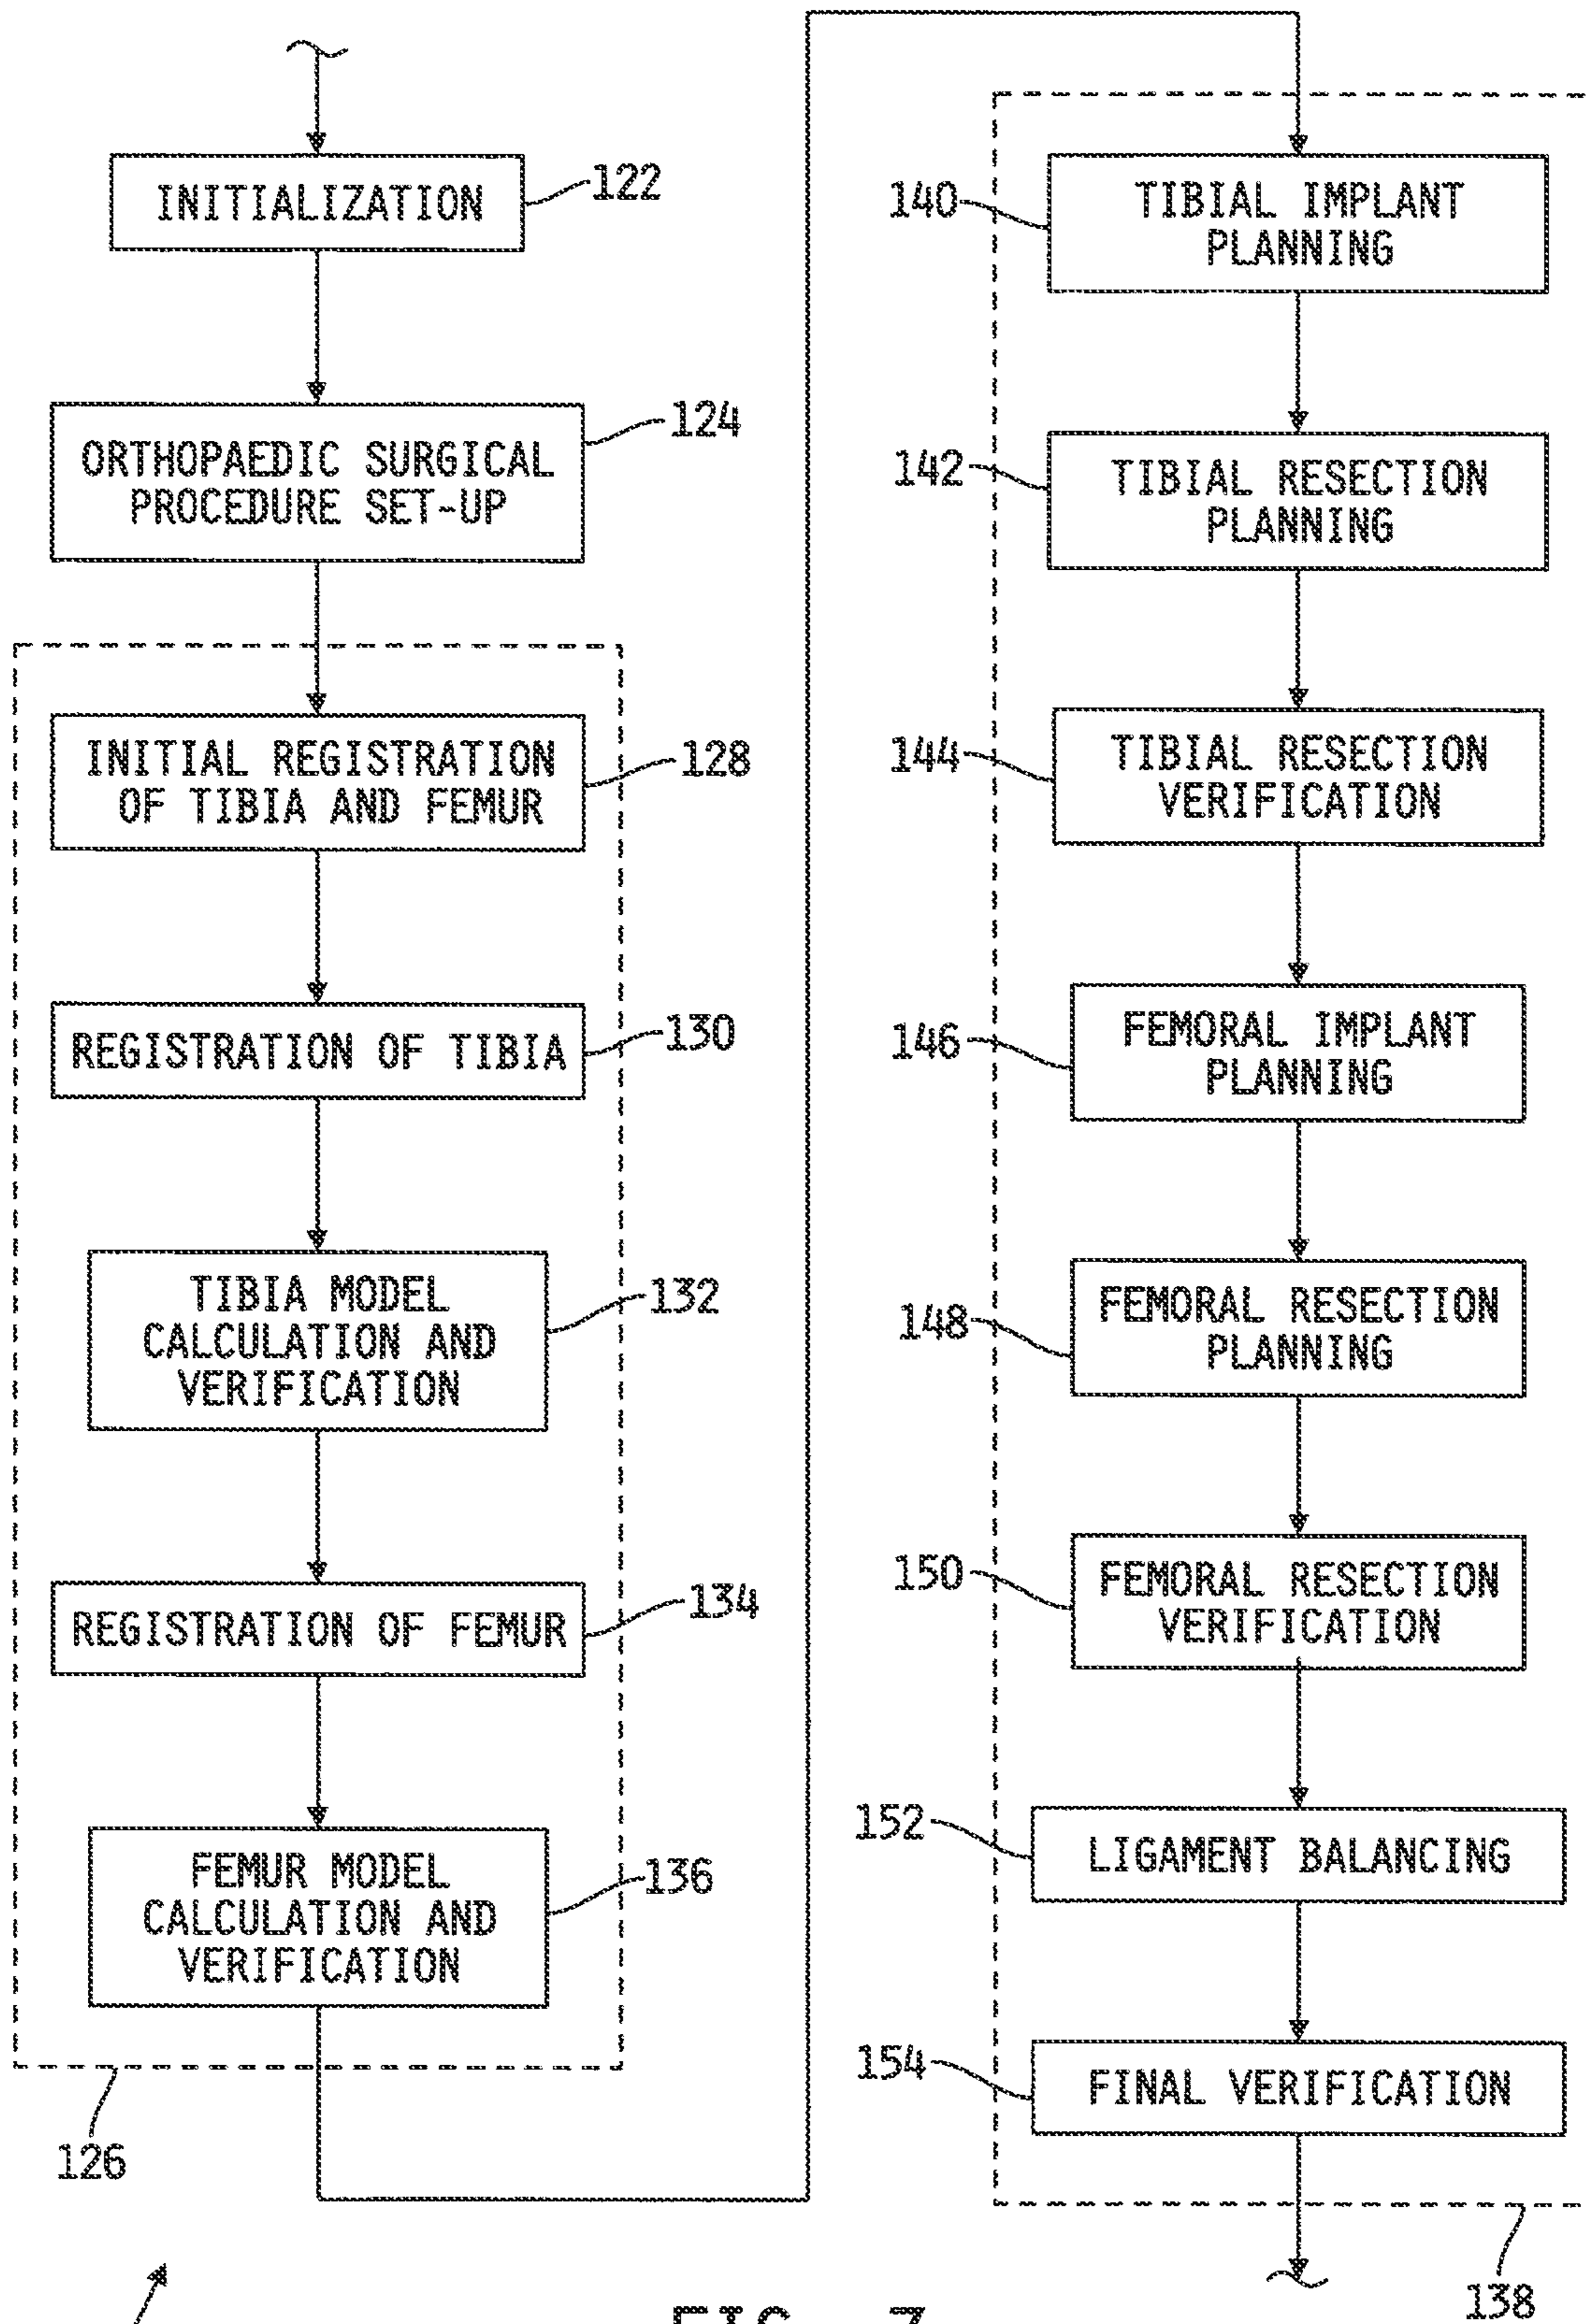 INITIALIZATION
122
ORTHOPAEDIC SURGICAL
PROCEDURE SET-UP
124
INITIAL REGISTRATION
OF TIBIA AND FEMUR
128
REGISTRATION OF TIBIA
130
TIBIA MODEL
CALCULATION AND
VERIFICATION
132
REGISTRATION OF FEMUR
134
FEMUR MODEL
CALCULATION AND
VERIFICATION
136
126
140
TIBIAL IMPLANT
PLANNING
142
TIBIAL RESECTION
PLANNING
144
TIBIAL RESECTION
VERIFICATION
146
FEMORAL IMPLANT
PLANNING
148
FEMORAL RESECTION
PLANNING
150
FEMORAL RESECTION
VERIFICATION
152
LIGAMENT BALANCING
154
FINAL VERIFICATION
138